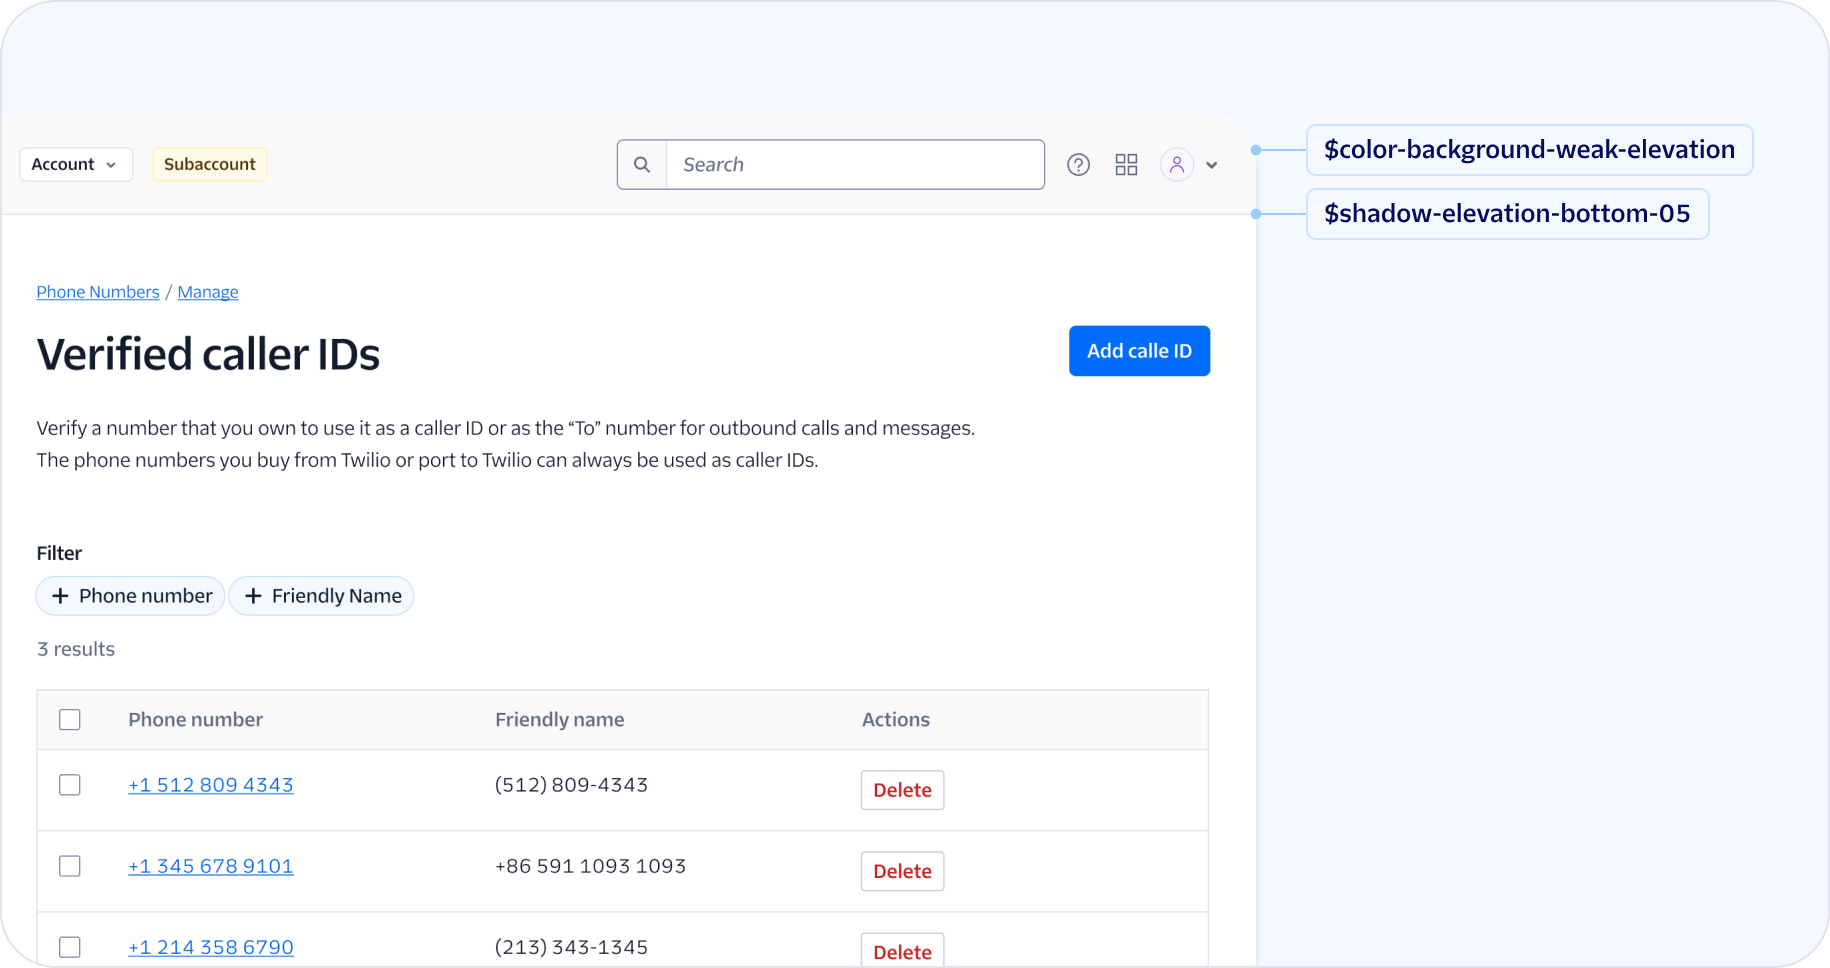 Account
Subaccount
Search
$color-background-weak-elevation
$shadow-elevation-bottom-05
Phone Numbers / Manage
Verified caller IDs
Add calle ID
Verify a number that you own to use it as a caller ID or as the “To” number for outbound calls and messages.
The phone numbers you buy from Twilio or port to Twilio can always be used as caller IDs.
Filter
+ Phone number + Friendly Name
3 results
Phone number Friendly name Actions
+1 512 809 4343 (512) 809-4343 Delete
+1 345 678 9101 +86 591 1093 1093 Delete
+1 214 358 6790 (213) 343-1345 Delete